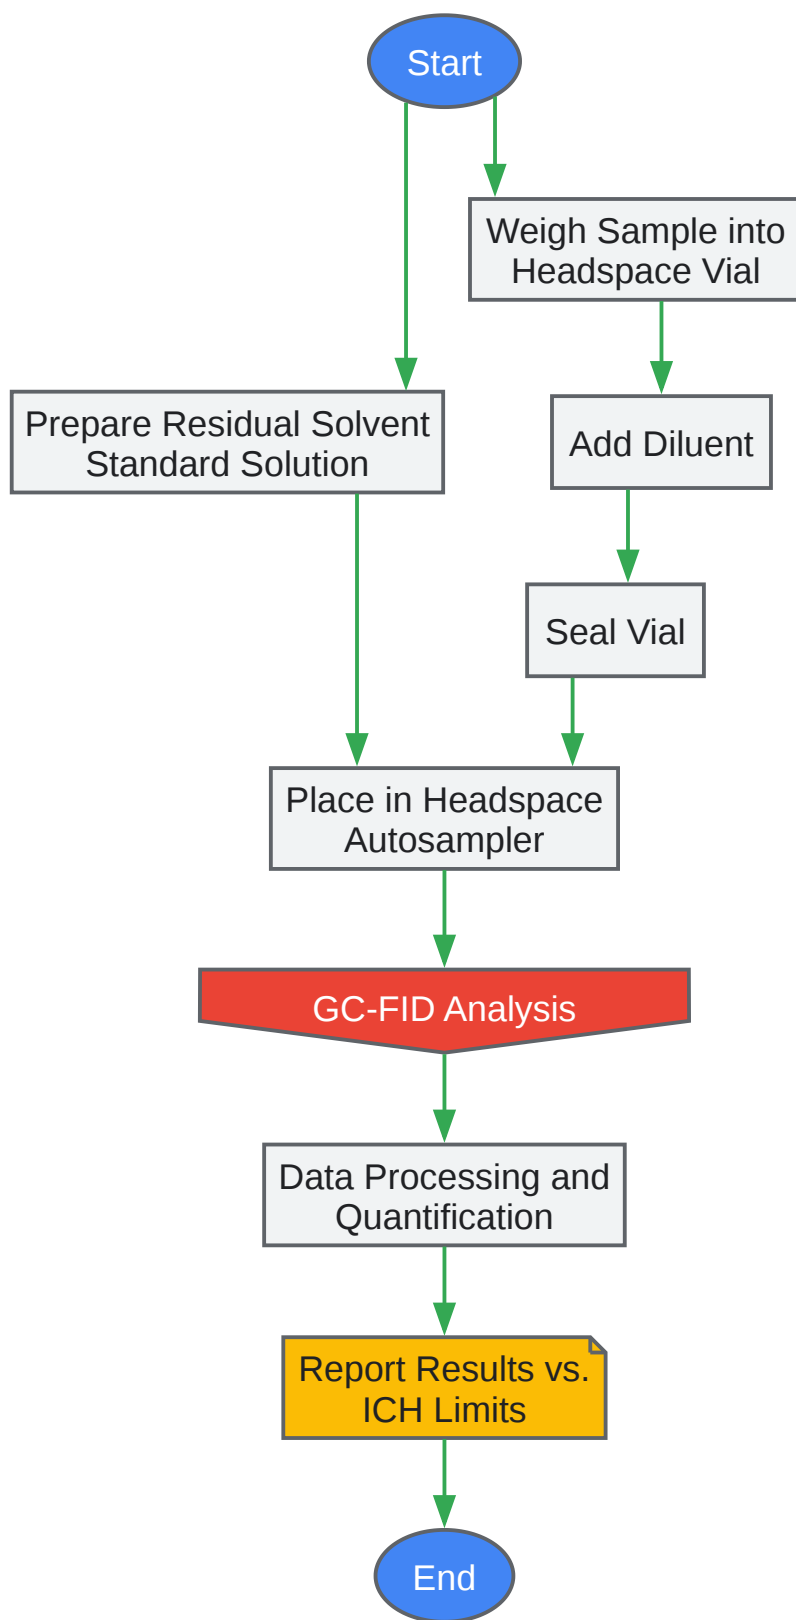 Start
Weigh Sample into
Headspace Vial
Prepare Residual Solvent
Standard Solution
Add Diluent
Seal Vial
Place in Headspace
Autosampler
GC-FID Analysis
Data Processing and
Quantification
Report Results vs.
ICH Limits
End